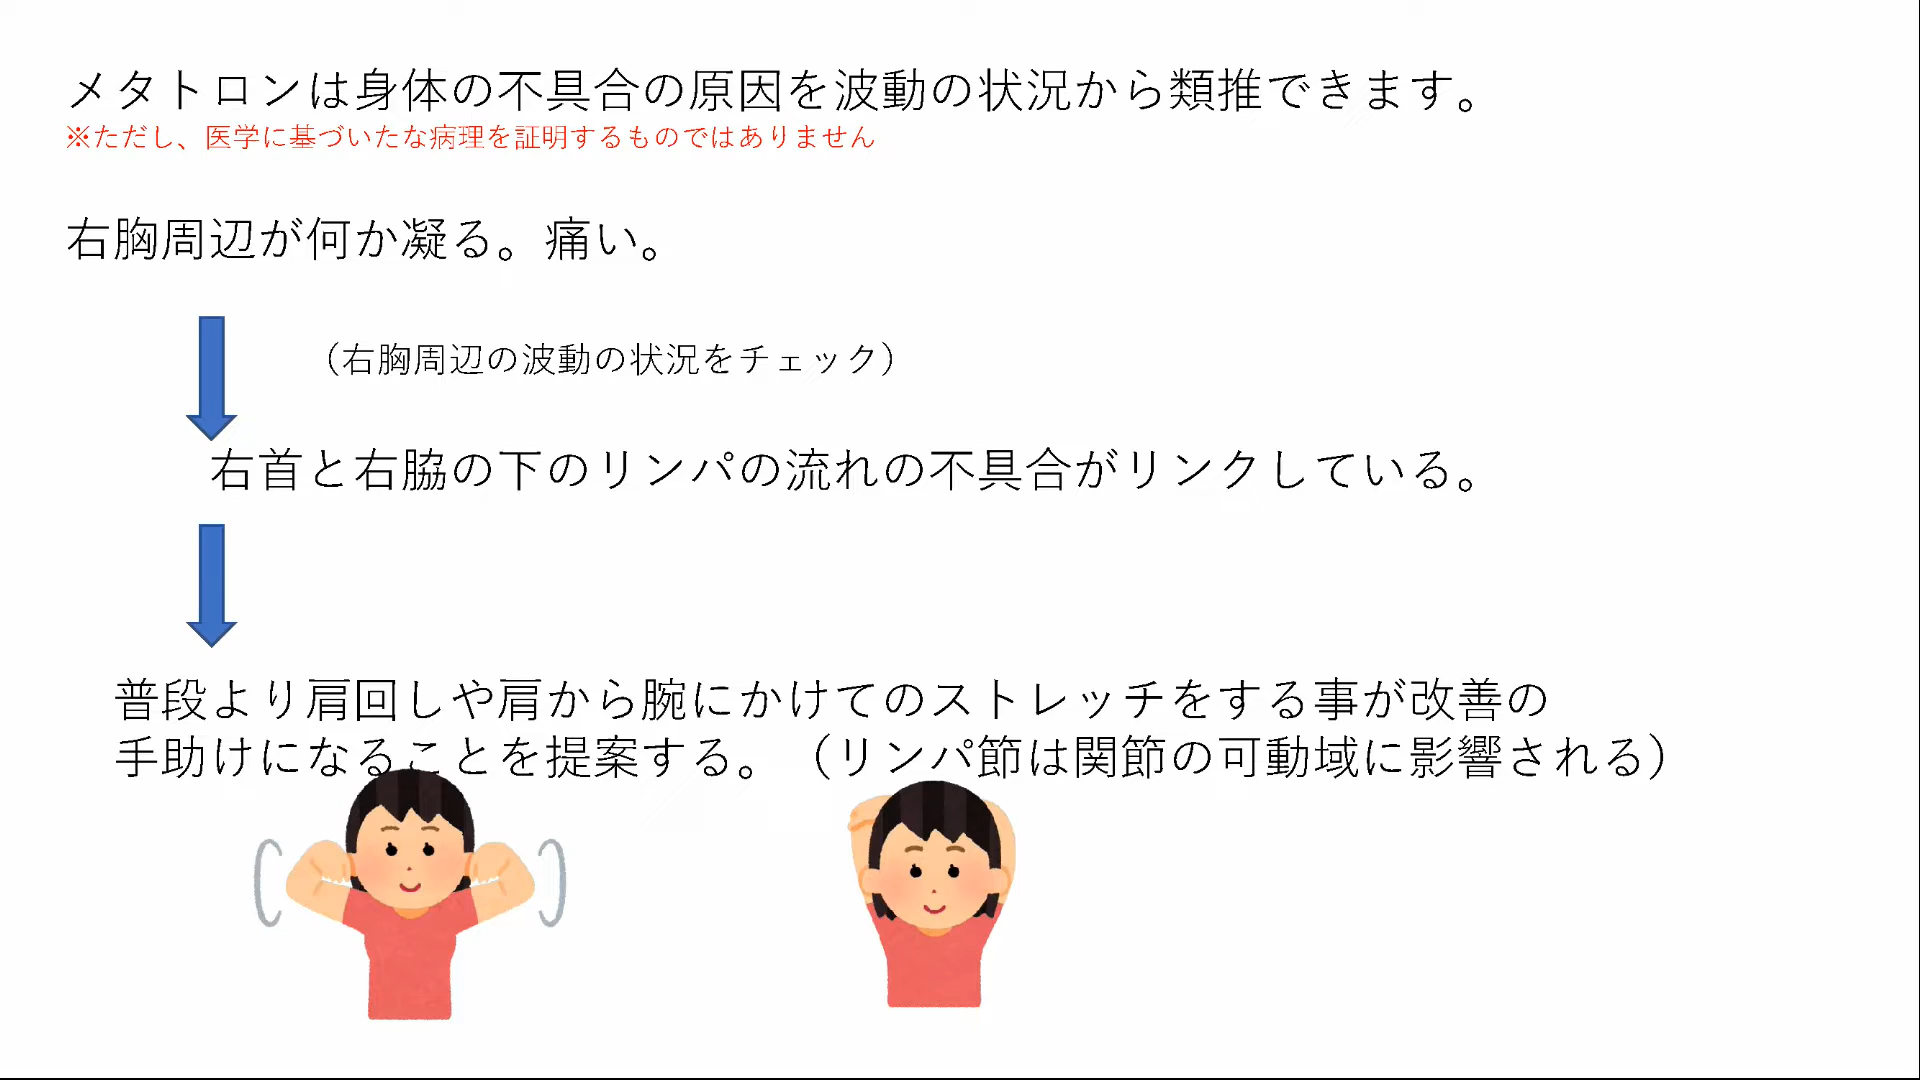 メタトロンは身体の不具合の原因を波動の状況から類推できます。
※ただし、医学に基づいたな病理を証明するものではありません
右胸周辺が何か凝る。痛い。
（右胸周辺の波動の状況をチェック）
右首と右脇の下のリンパの流れの不具合がリンクしている。
普段より肩回しや肩から腕にかけてのストレッチをする事が改善の
手助けになることを提案する。（リンパ節は関節の可動域に影響される）